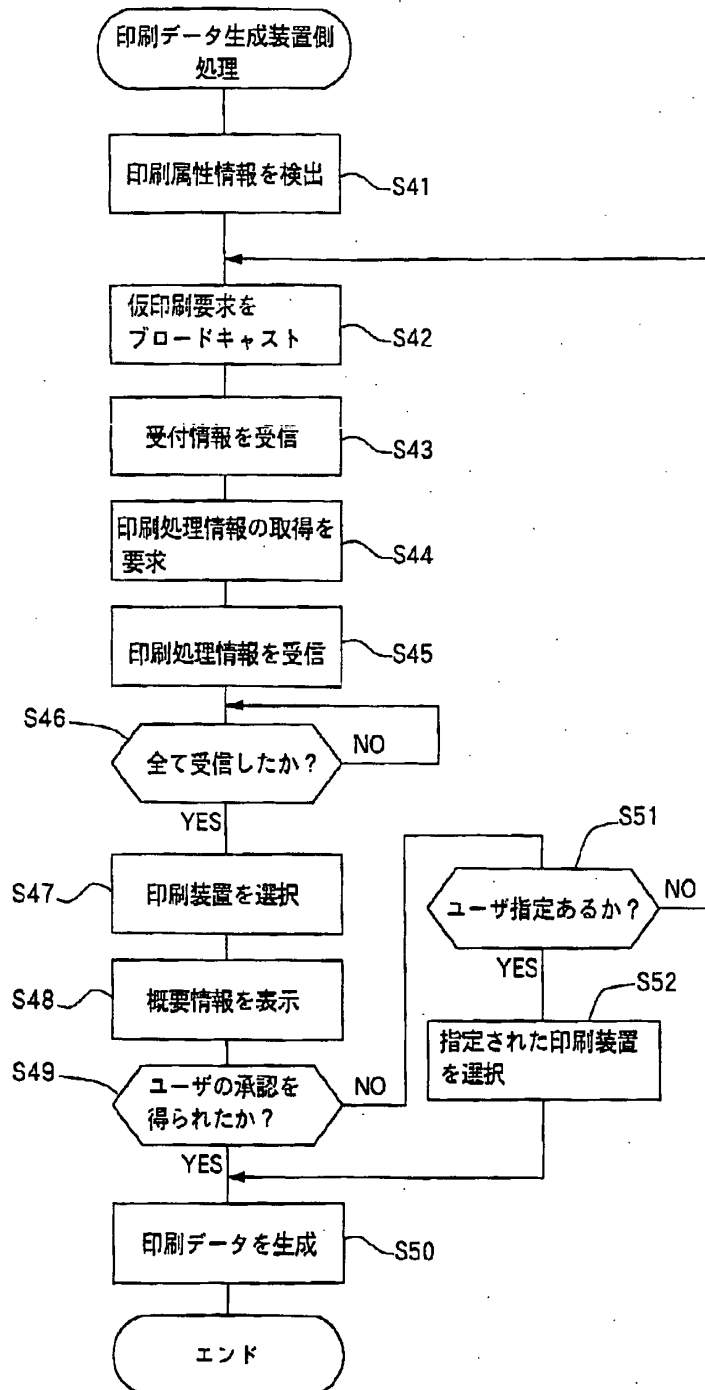 印刷データ生成装置側
処理
印刷属性情報を検出
S41
仮印刷要求を
ブロードキャスト
S42
受付情報を受信
S43
印刷処理情報の取得を
要求
S44
印刷処理情報を受信
S45
S46
全て受信したか？
NO
YES
S47
印刷装置を選択
S48
概要情報を表示
S49
ユーザの承認を
得られたか？
NO
YES
S51
ユーザ指定あるか？
NO
YES
S52
指定された印刷装置
を選択
印刷データを生成
S50
エンド